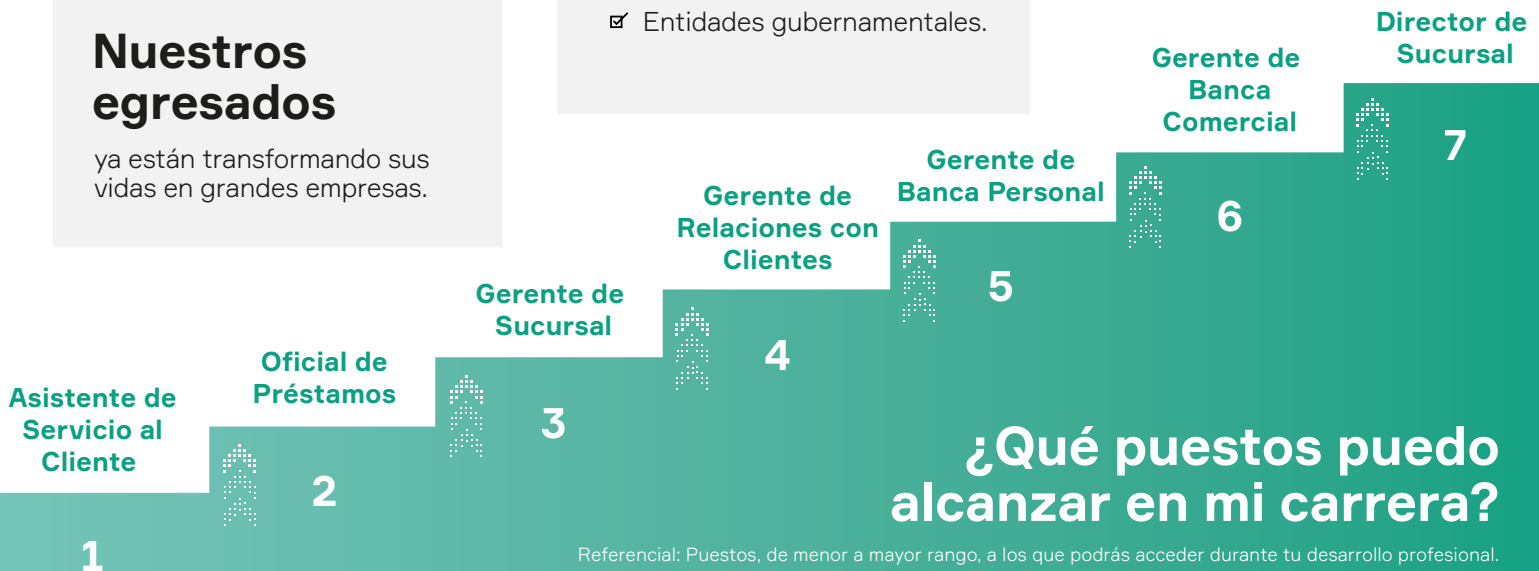 Nuestros
egresados
ya están transformando sus
vidas en grandes empresas.
Entidades gubernamentales.
Asistente de
Servicio al
Cliente
1
Oficial de
Préstamos
2
Gerente de
Sucursal
3
Gerente de
Relaciones con
Clientes
4
Gerente de
Banca Personal
5
Gerente de
Banca
Comercial
6
Director de
Sucursal
7
¿Qué puestos puedo
alcanzar en mi carrera?
Referencial: Puestos, de menor a mayor rango, a los que podrás acceder durante tu desarrollo profesional.